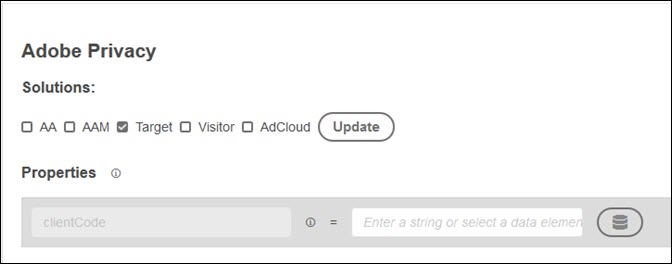 Adobe Privacy
Solutions:
AA AAM Target Visitor AdCloud Update
Properties
clientCode = Enter a string or select a data elemen